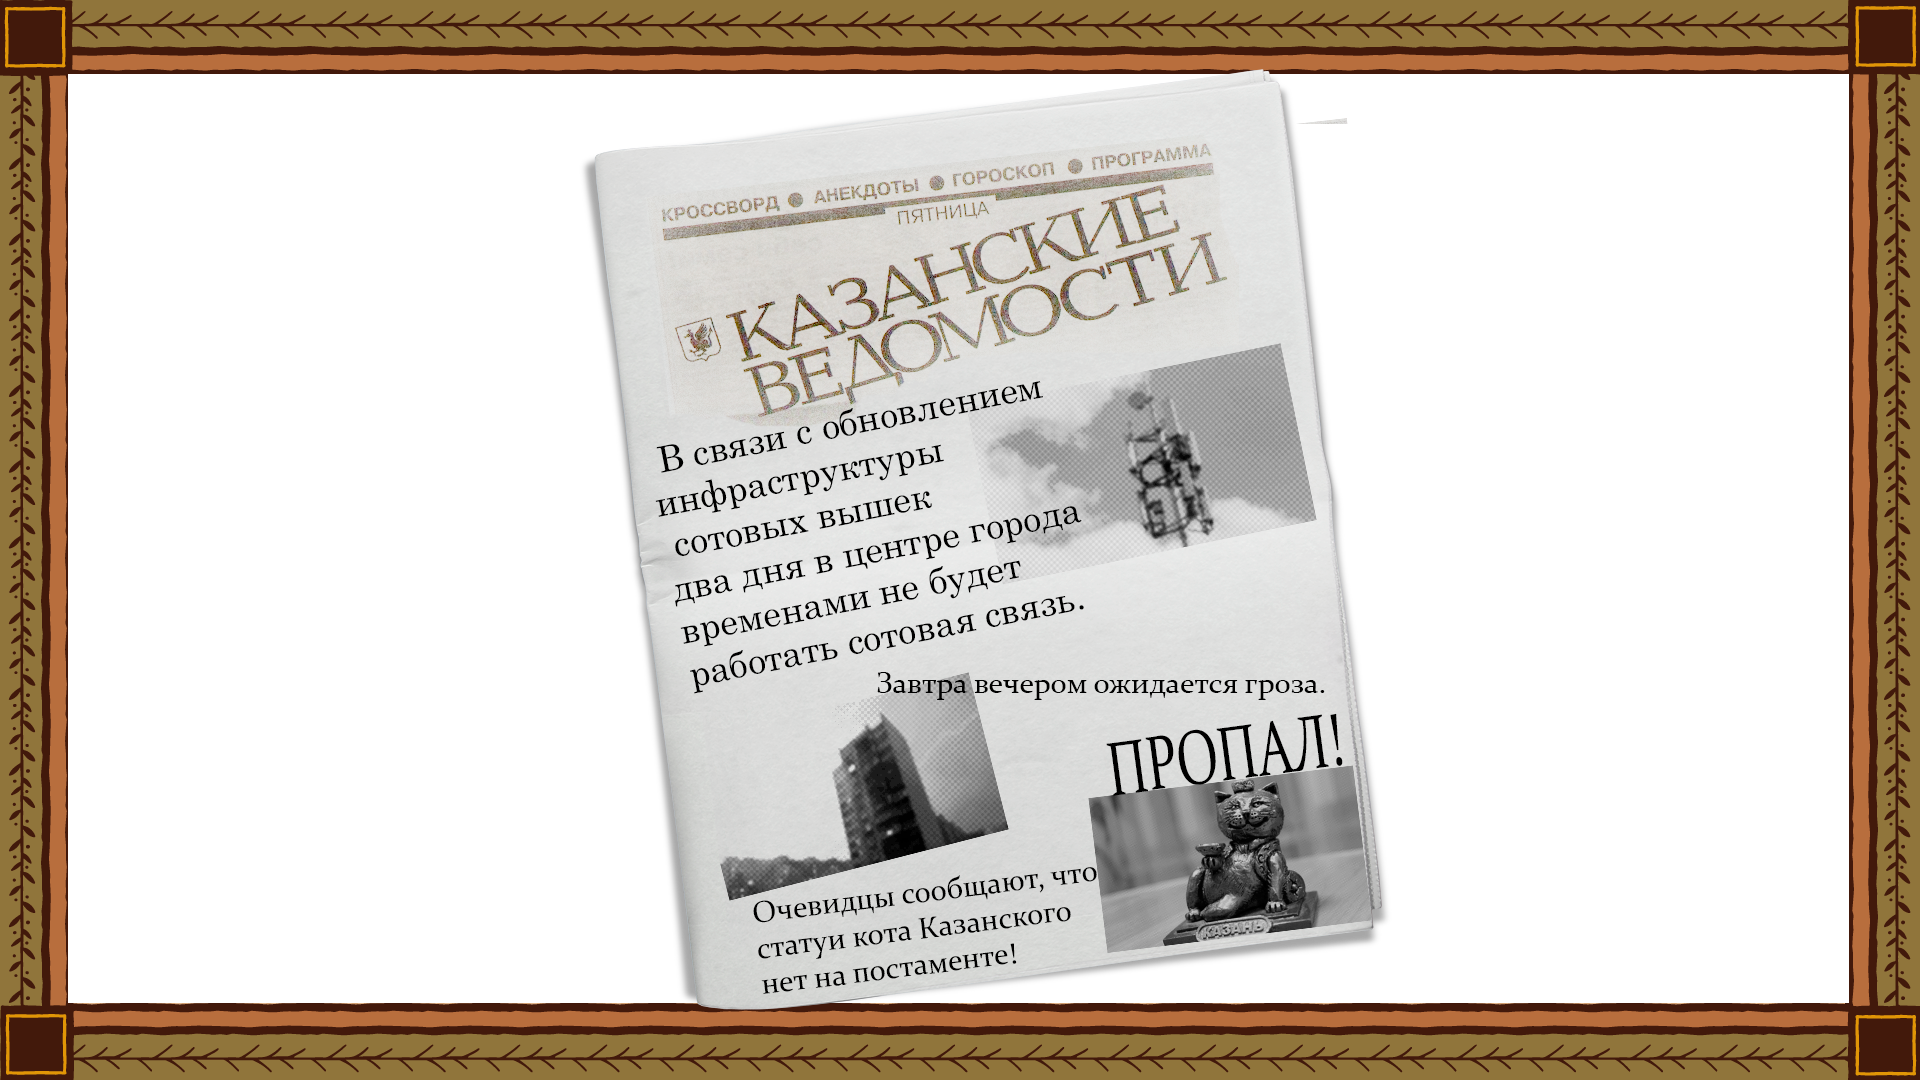 КРОССВОРД ● АНЕКДОТЫ ● ГОРОСКОП ● ПРОГРАММА
ПЯТНИЦА
КАЗАНСКИЕ
ВЕДОМОСТИ
В связи с обновлением
инфраструктуры
сотовых вышек
два дня в центре города
временами не будет
работать сотовая связь.
Завтра вечером ожидается гроза.
ПРОПАЛ!
КАЗАНЬ
Очевидцы сообщают, что
статуи кота Казанского
нет на постаменте!